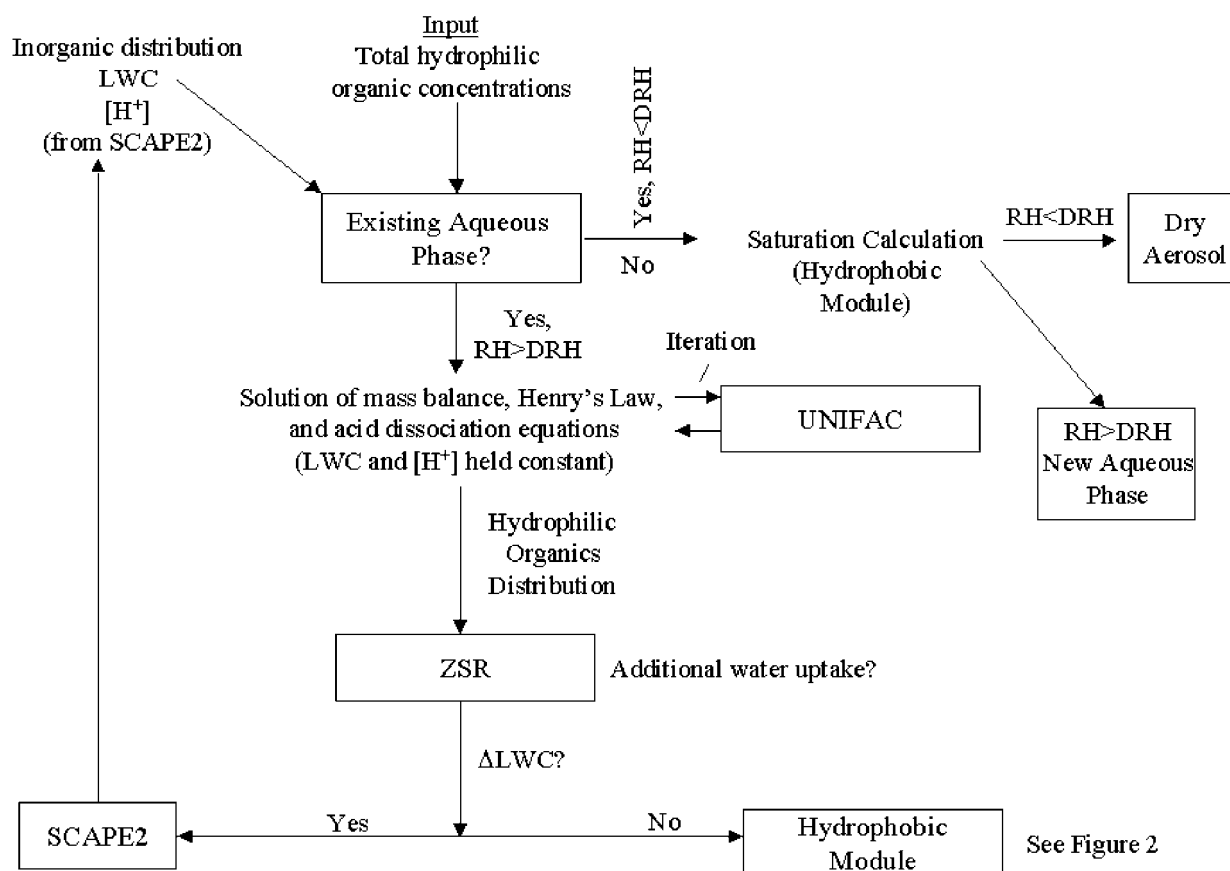 Input
Total hydrophilic
organic concentrations
Inorganic distribution
LWC
[H⁺]
(from SCAPE2)
Yes, RH<DRH
Existing Aqueous
Phase?
No
Saturation Calculation
(Hydrophobic
Module)
RH<DRH
Dry
Aerosol
Yes,
RH>DRH
Iteration
Solution of mass balance, Henry's Law,
and acid dissociation equations
(LWC and [H⁺] held constant)
UNIFAC
RH>DRH
New Aqueous
Phase
Hydrophilic
Organics
Distribution
ZSR
Additional water uptake?
ΔLWC?
SCAPE2
Yes
No
Hydrophobic
Module
See Figure 2